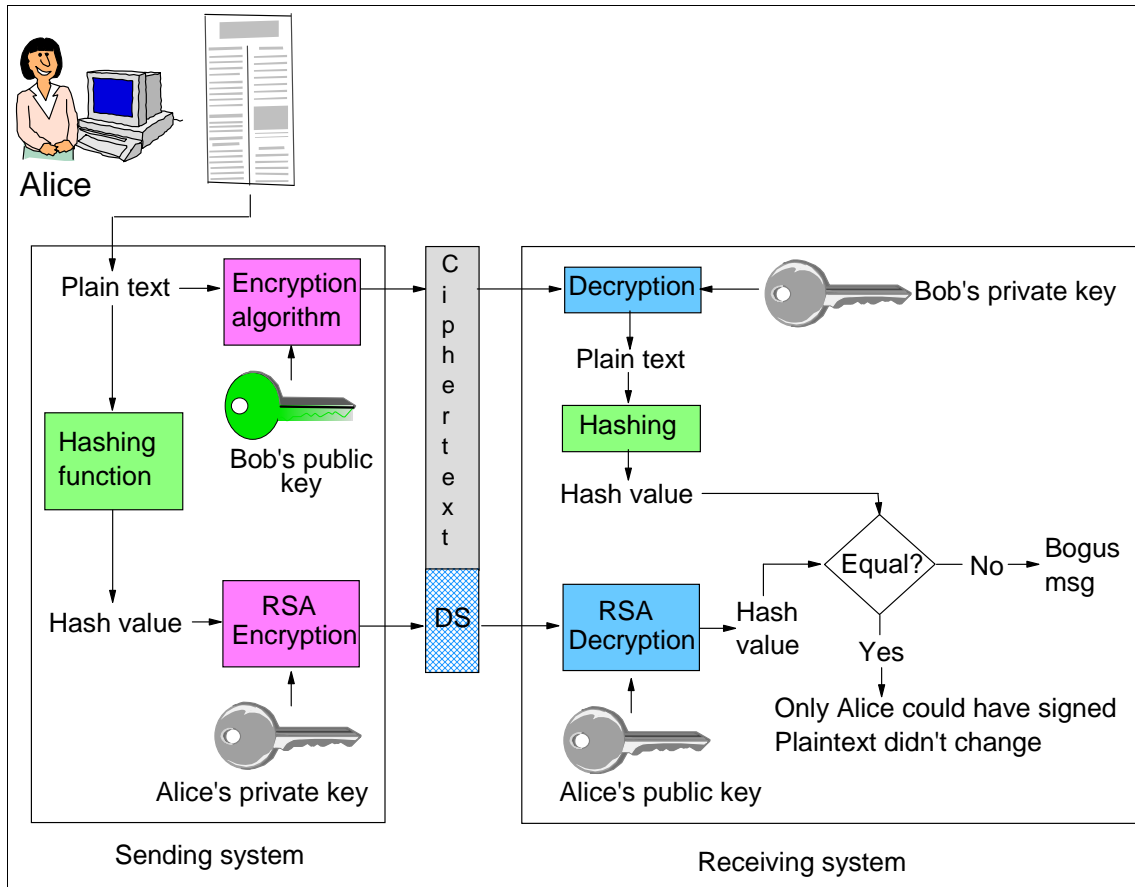 Alice
Plain text
Encryption
algorithm
Bob's public
key
Hashing
function
Hash value
RSA
Encryption
Alice's private key
Sending system
C
i
p
h
e
r
t
e
x
t
DS
Decryption
Bob's private key
Plain text
Hashing
Hash value
RSA
Decryption
Hash
value
Alice's public key
Equal?
No
Bogus
msg
Yes
Only Alice could have signed
Plaintext didn't change
Receiving system